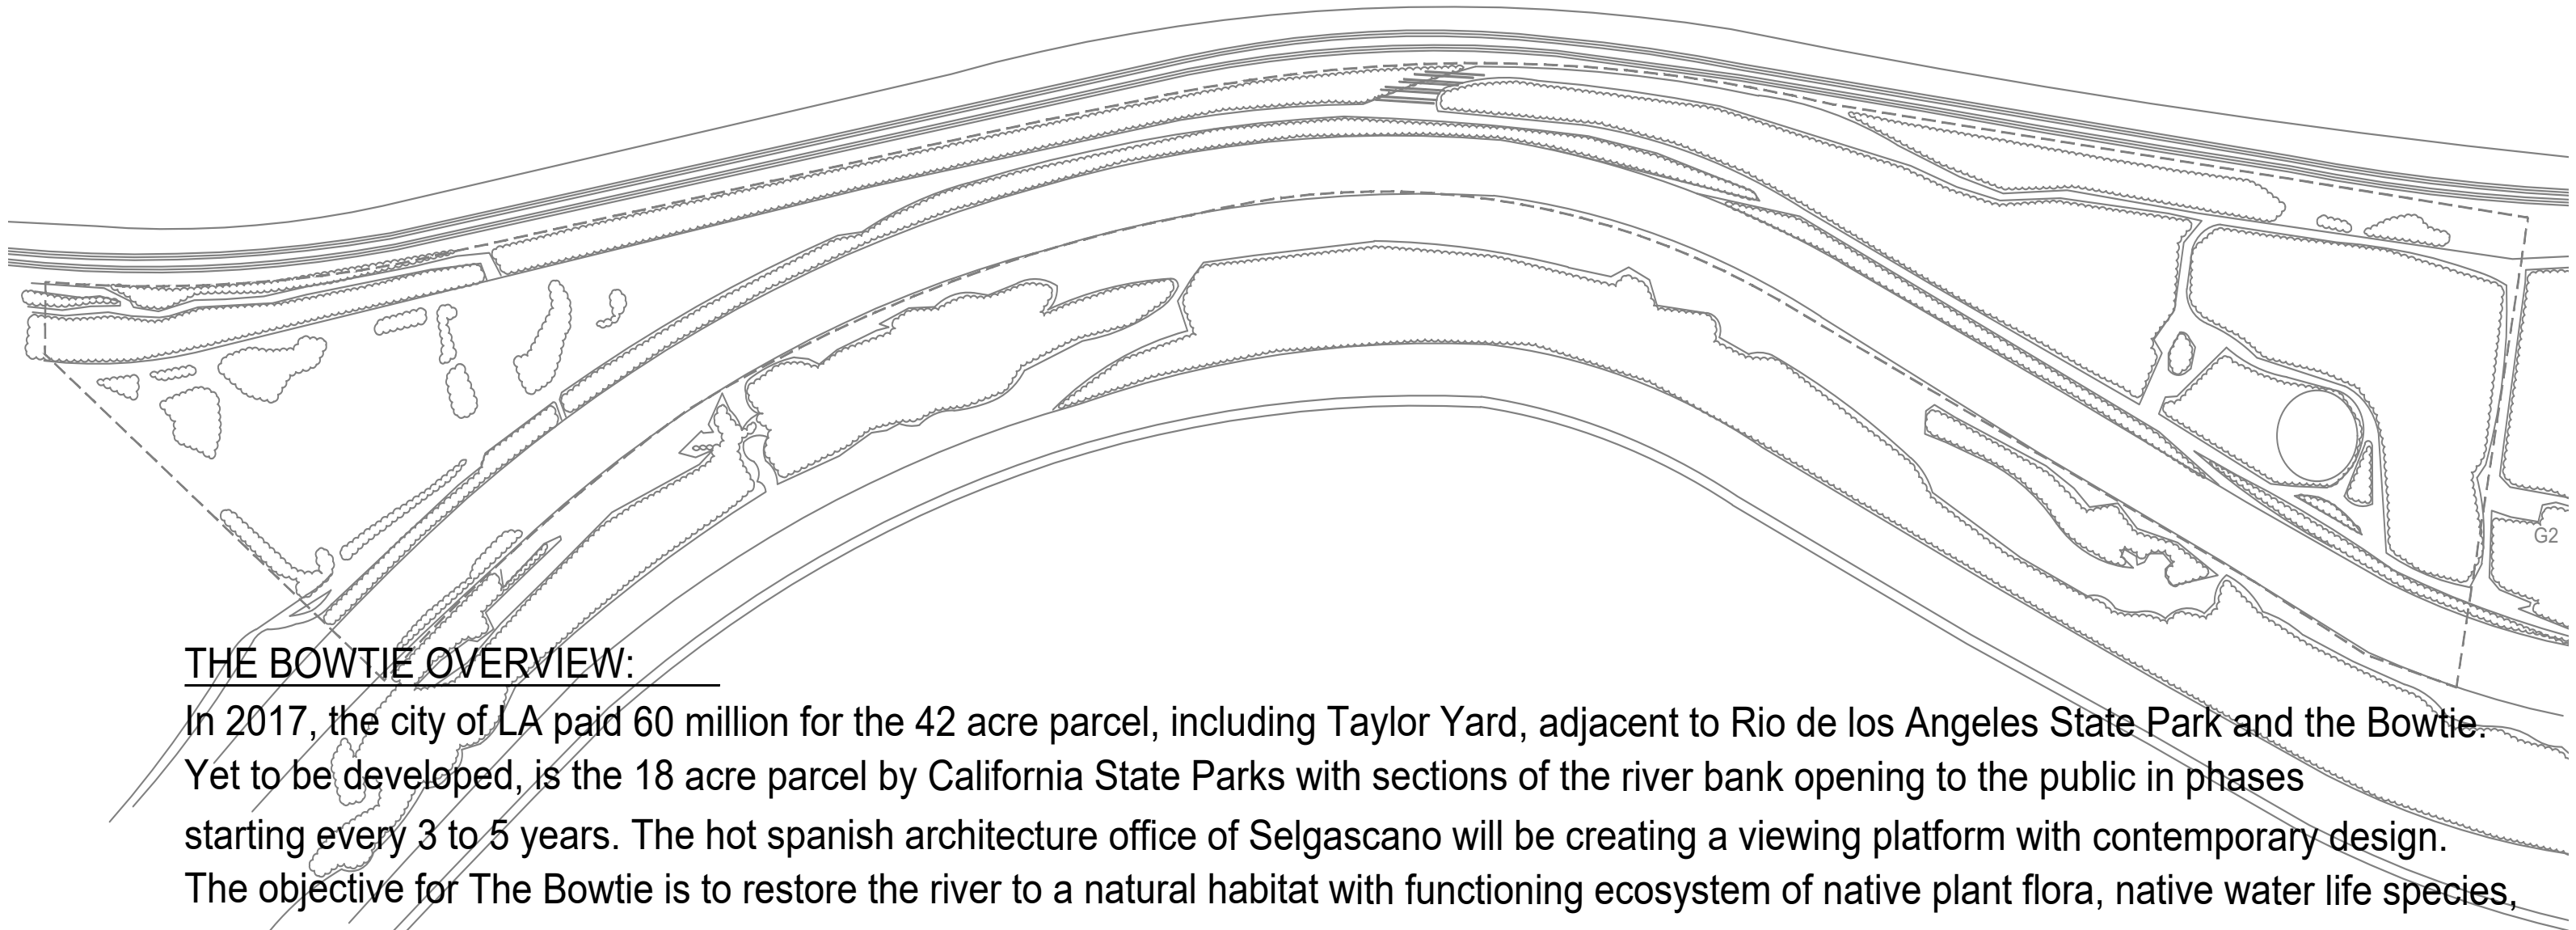 G2
THE BOWTIE OVERVIEW:
In 2017, the city of LA paid 60 million for the 42 acre parcel, including Taylor Yard, adjacent to Rio de los Angeles State Park and the Bowtie.
Yet to be developed, is the 18 acre parcel by California State Parks with sections of the river bank opening to the public in phases
starting every 3 to 5 years. The hot spanish architecture office of Selgascano will be creating a viewing platform with contemporary design.
The objective for The Bowtie is to restore the river to a natural habitat with functioning ecosystem of native plant flora, native water life species,